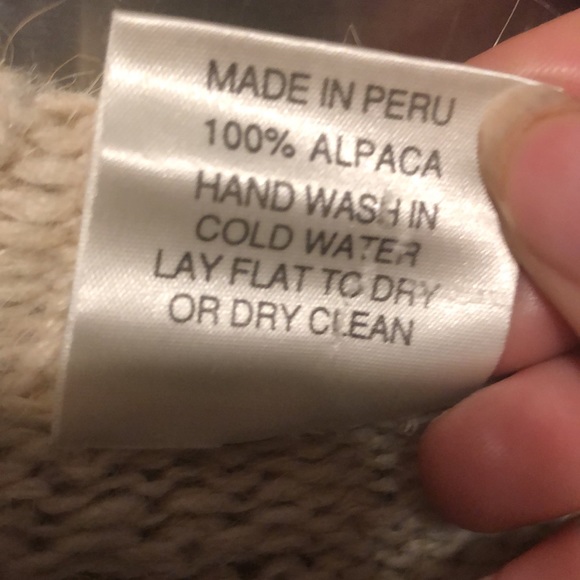 MADE IN PERU
100% ALPACA
HAND WASH IN
COLD WATER
LAY FLAT TO DRY
OR DRY CLEAN